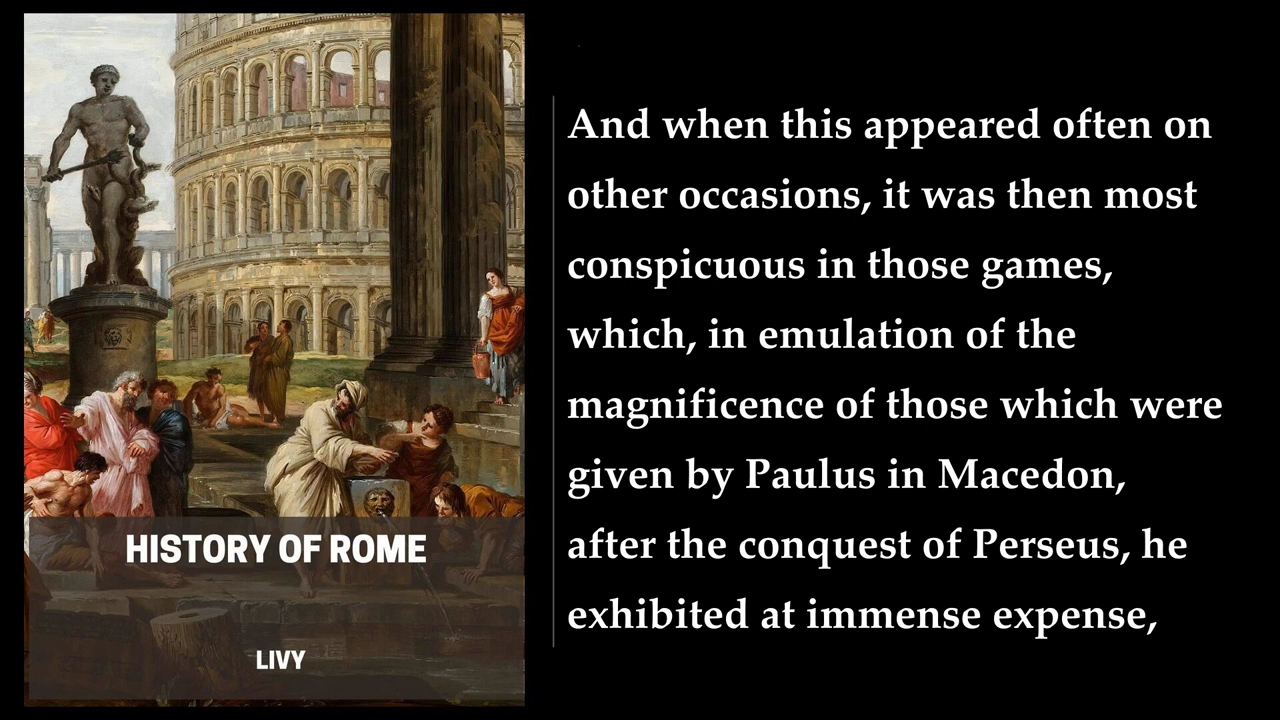 HISTORY OF ROME
LIVY
And when this appeared often on
other occasions, it was then most
conspicuous in those games,
which, in emulation of the
magnificence of those which were
given by Paulus in Macedon,
after the conquest of Perseus, he
exhibited at immense expense,